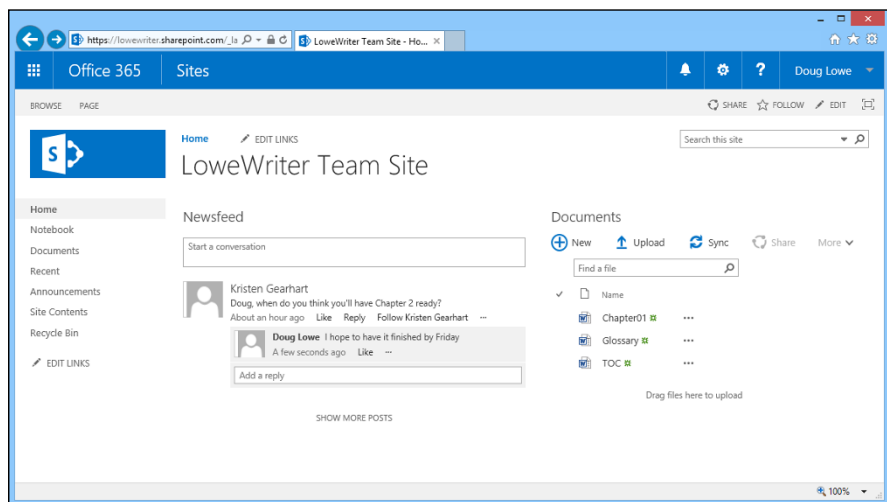 https://lowewriter.sharepoint.com/_la
LoweWriter Team Site - Ho...
Office 365
Sites
?
Doug Lowe
BROWSE PAGE
SHARE FOLLOW EDIT
S
Home EDIT LINKS
Search this site
LoweWriter Team Site
Home
Notebook
Documents
Recent
Announcements
Site Contents
Recycle Bin
EDIT LINKS
Newsfeed
Start a conversation
Kristen Gearhart
Doug, when do you think you'll have Chapter 2 ready?
About an hour ago Like Reply Follow Kristen Gearhart ...
Doug Lowe I hope to have it finished by Friday
A few seconds ago Like ...
Add a reply
SHOW MORE POSTS
Documents
New Upload Sync Share More
Find a file
Name
Chapter01 ...
Glossary ...
TOC ...
Drag files here to upload
100%